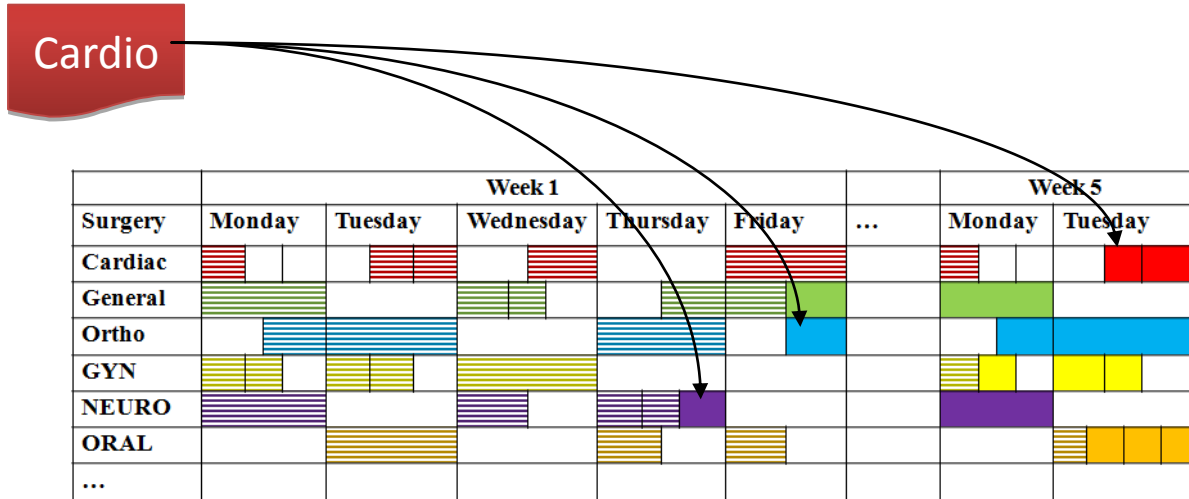 Cardio
Week 1 Week 5
Surgery Monday Tuesday Wednesday Thursday Friday ... Monday Tuesday
Cardiac
General
Ortho
GYN
NEURO
ORAL
...